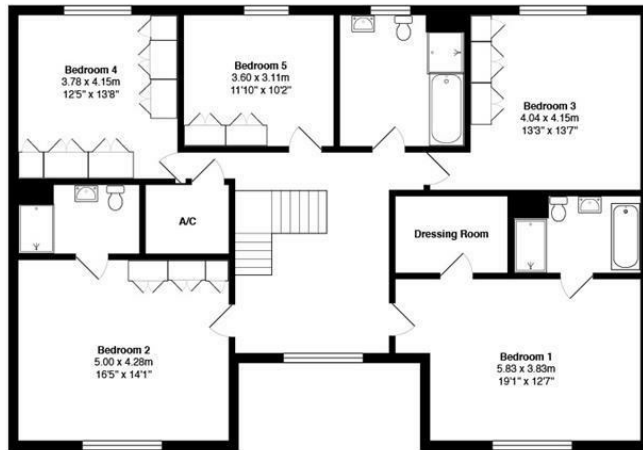 Bedroom 4
3.78 x 4.15m
12'5" x 13'8"
Bedroom 5
3.60 x 3.11m
11'10" x 10'2"
Bedroom 3
4.04 x 4.15m
13'3" x 13'7"
A/C
Dressing Room
Bedroom 2
5.00 x 4.28m
16'5" x 14'1"
Bedroom 1
5.83 x 3.83m
19'1" x 12'7"